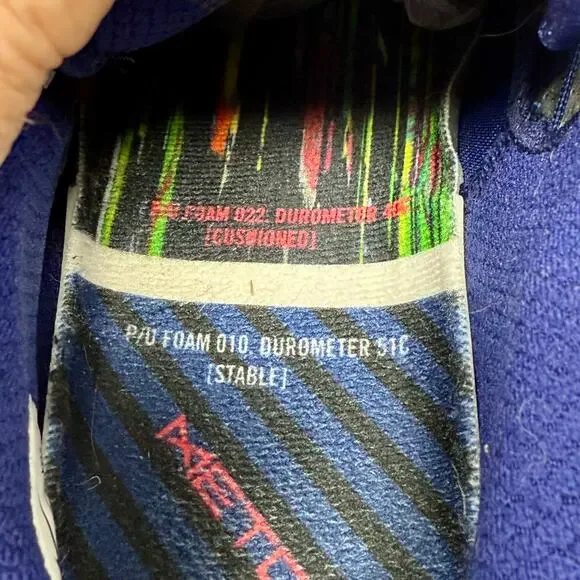 P/U FOAM 022. DUROMETER
[CUSHIONED]
P/U FOAM 010. DUROMETER 51C
[STABLE]